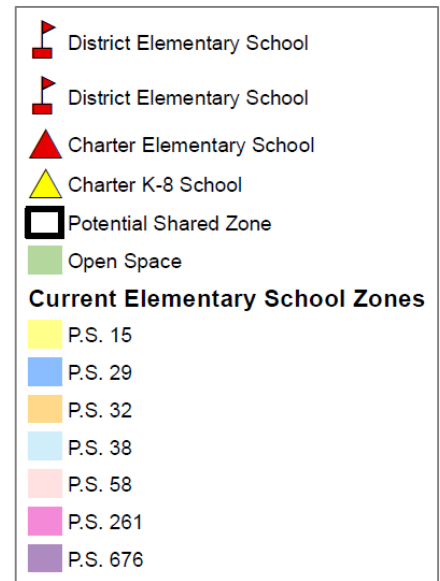 District Elementary School
District Elementary School
Charter Elementary School
Charter K-8 School
Potential Shared Zone
Open Space
Current Elementary School Zones
P.S. 15
P.S. 29
P.S. 32
P.S. 38
P.S. 58
P.S. 261
P.S. 676